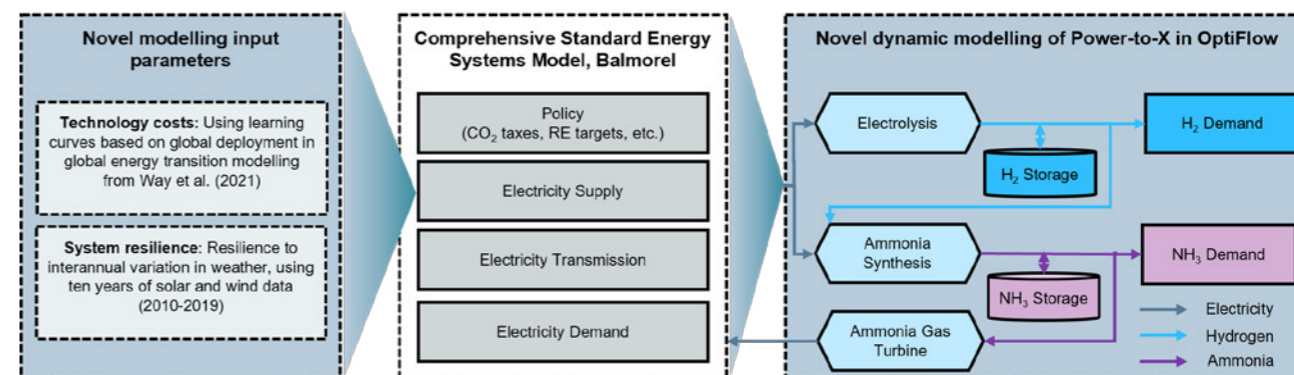 Novel modelling input
parameters
Technology costs: Using learning
curves based on global deployment in
global energy transition modelling
from Way et al. (2021)
System resilience: Resilience to
interannual variation in weather, using
ten years of solar and wind data
(2010-2019)
Comprehensive Standard Energy
Systems Model, Balmorel
Policy
(CO₂ taxes, RE targets, etc.)
Electricity Supply
Electricity Transmission
Electricity Demand
Novel dynamic modelling of Power-to-X in OptiFlow
Electrolysis
H₂ Demand
H₂ Storage
Ammonia
Synthesis
NH₃ Demand
NH₃ Storage
Ammonia Gas
Turbine
Electricity
Hydrogen
Ammonia